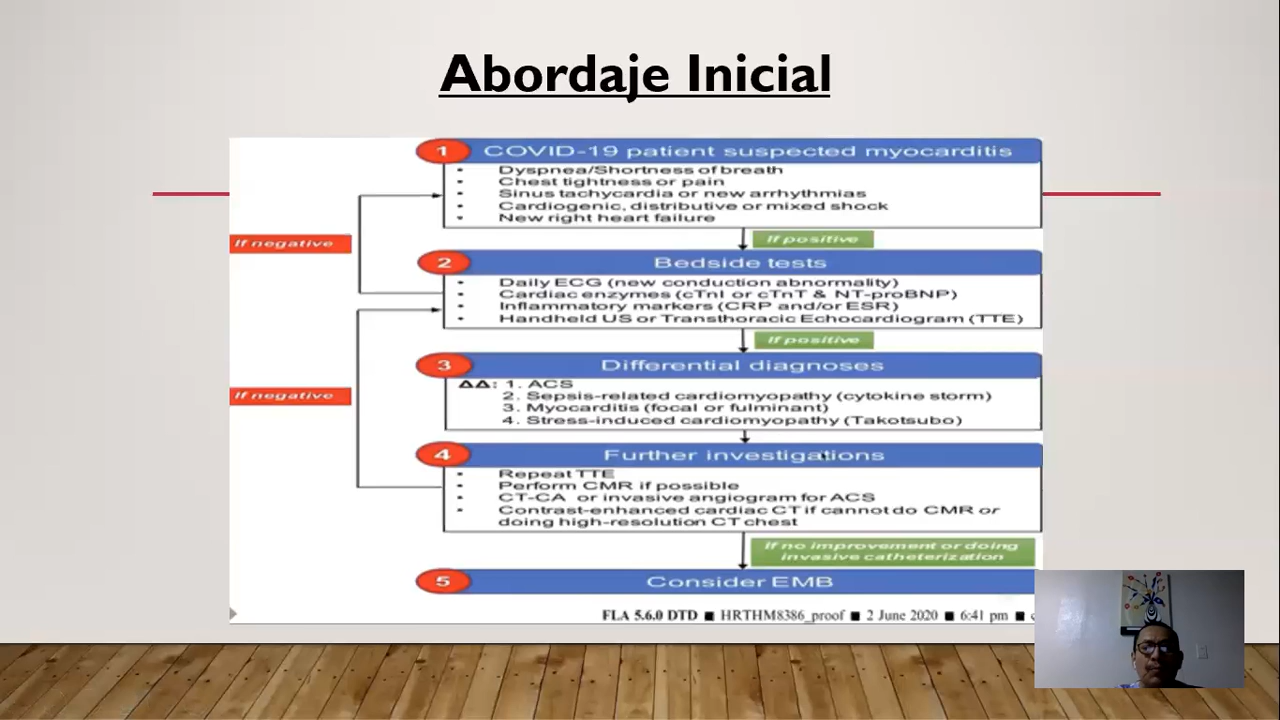 Abordaje Inicial
1 COVID-19 patient suspected myocarditis
• Dyspnea/Shortness of breath
• Chest tightness or pain
• Sinus tachycardia or new arrhythmias
• Cardiogenic, distributive or mixed shock
• New right heart failure
If negative
If positive
2 Bedside tests
• Daily ECG (new conduction abnormality)
• Cardiac enzymes (cTnI or cTnT & NT-proBNP)
• Inflammatory markers (CRP and/or ESR)
• Handheld US or Transthoracic Echocardiogram (TTE)
If positive
3 Differential diagnoses
ΔΔ: 1. ACS
2. Sepsis-related cardiomyopathy (cytokine storm)
3. Myocarditis (focal or fulminant)
4. Stress-induced cardiomyopathy (Takotsubo)
If negative
4 Further investigations
• Repeat TTE
• Perform CMR if possible
• CT-CA or invasive angiogram for ACS
• Contrast-enhanced cardiac CT if cannot do CMR or
doing high-resolution CT chest
If no improvement or doing
invasive catheterization
5 Consider EMB
FLA 5.6.0 DTD ■ HRTHM8386_proof ■ 2 June 2020 ■ 6:41 pm ■